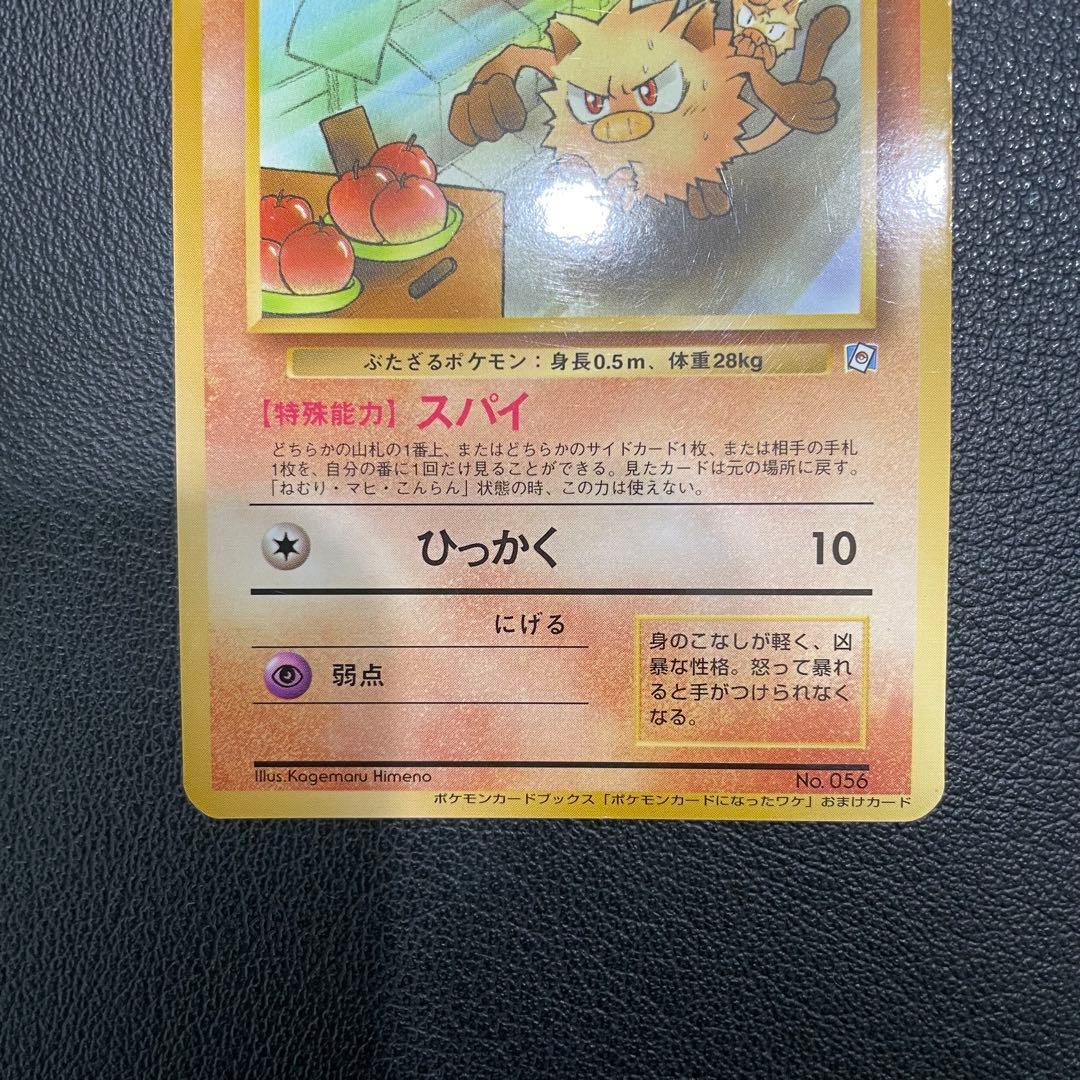 ぶたざるポケモン：身長0.5m、体重28kg
【特殊能力】スパイ
どちらかの山札の1番上、またはどちらかのサイドカード1枚、または相手の手札
1枚を、自分の番に1回だけ見ることができる。見たカードは元の場所に戻す。
「ねむり・マヒ・こんらん」状態の時、この力は使えない。
ひっかく 10
にげる
弱点
身のこなしが軽く、凶
暴な性格。怒って暴れ
ると手がつけられなく
なる。
Illus.Kagemaru Himeno
No. 056
ポケモンカードブックス「ポケモンカードになったワケ」おまけカード